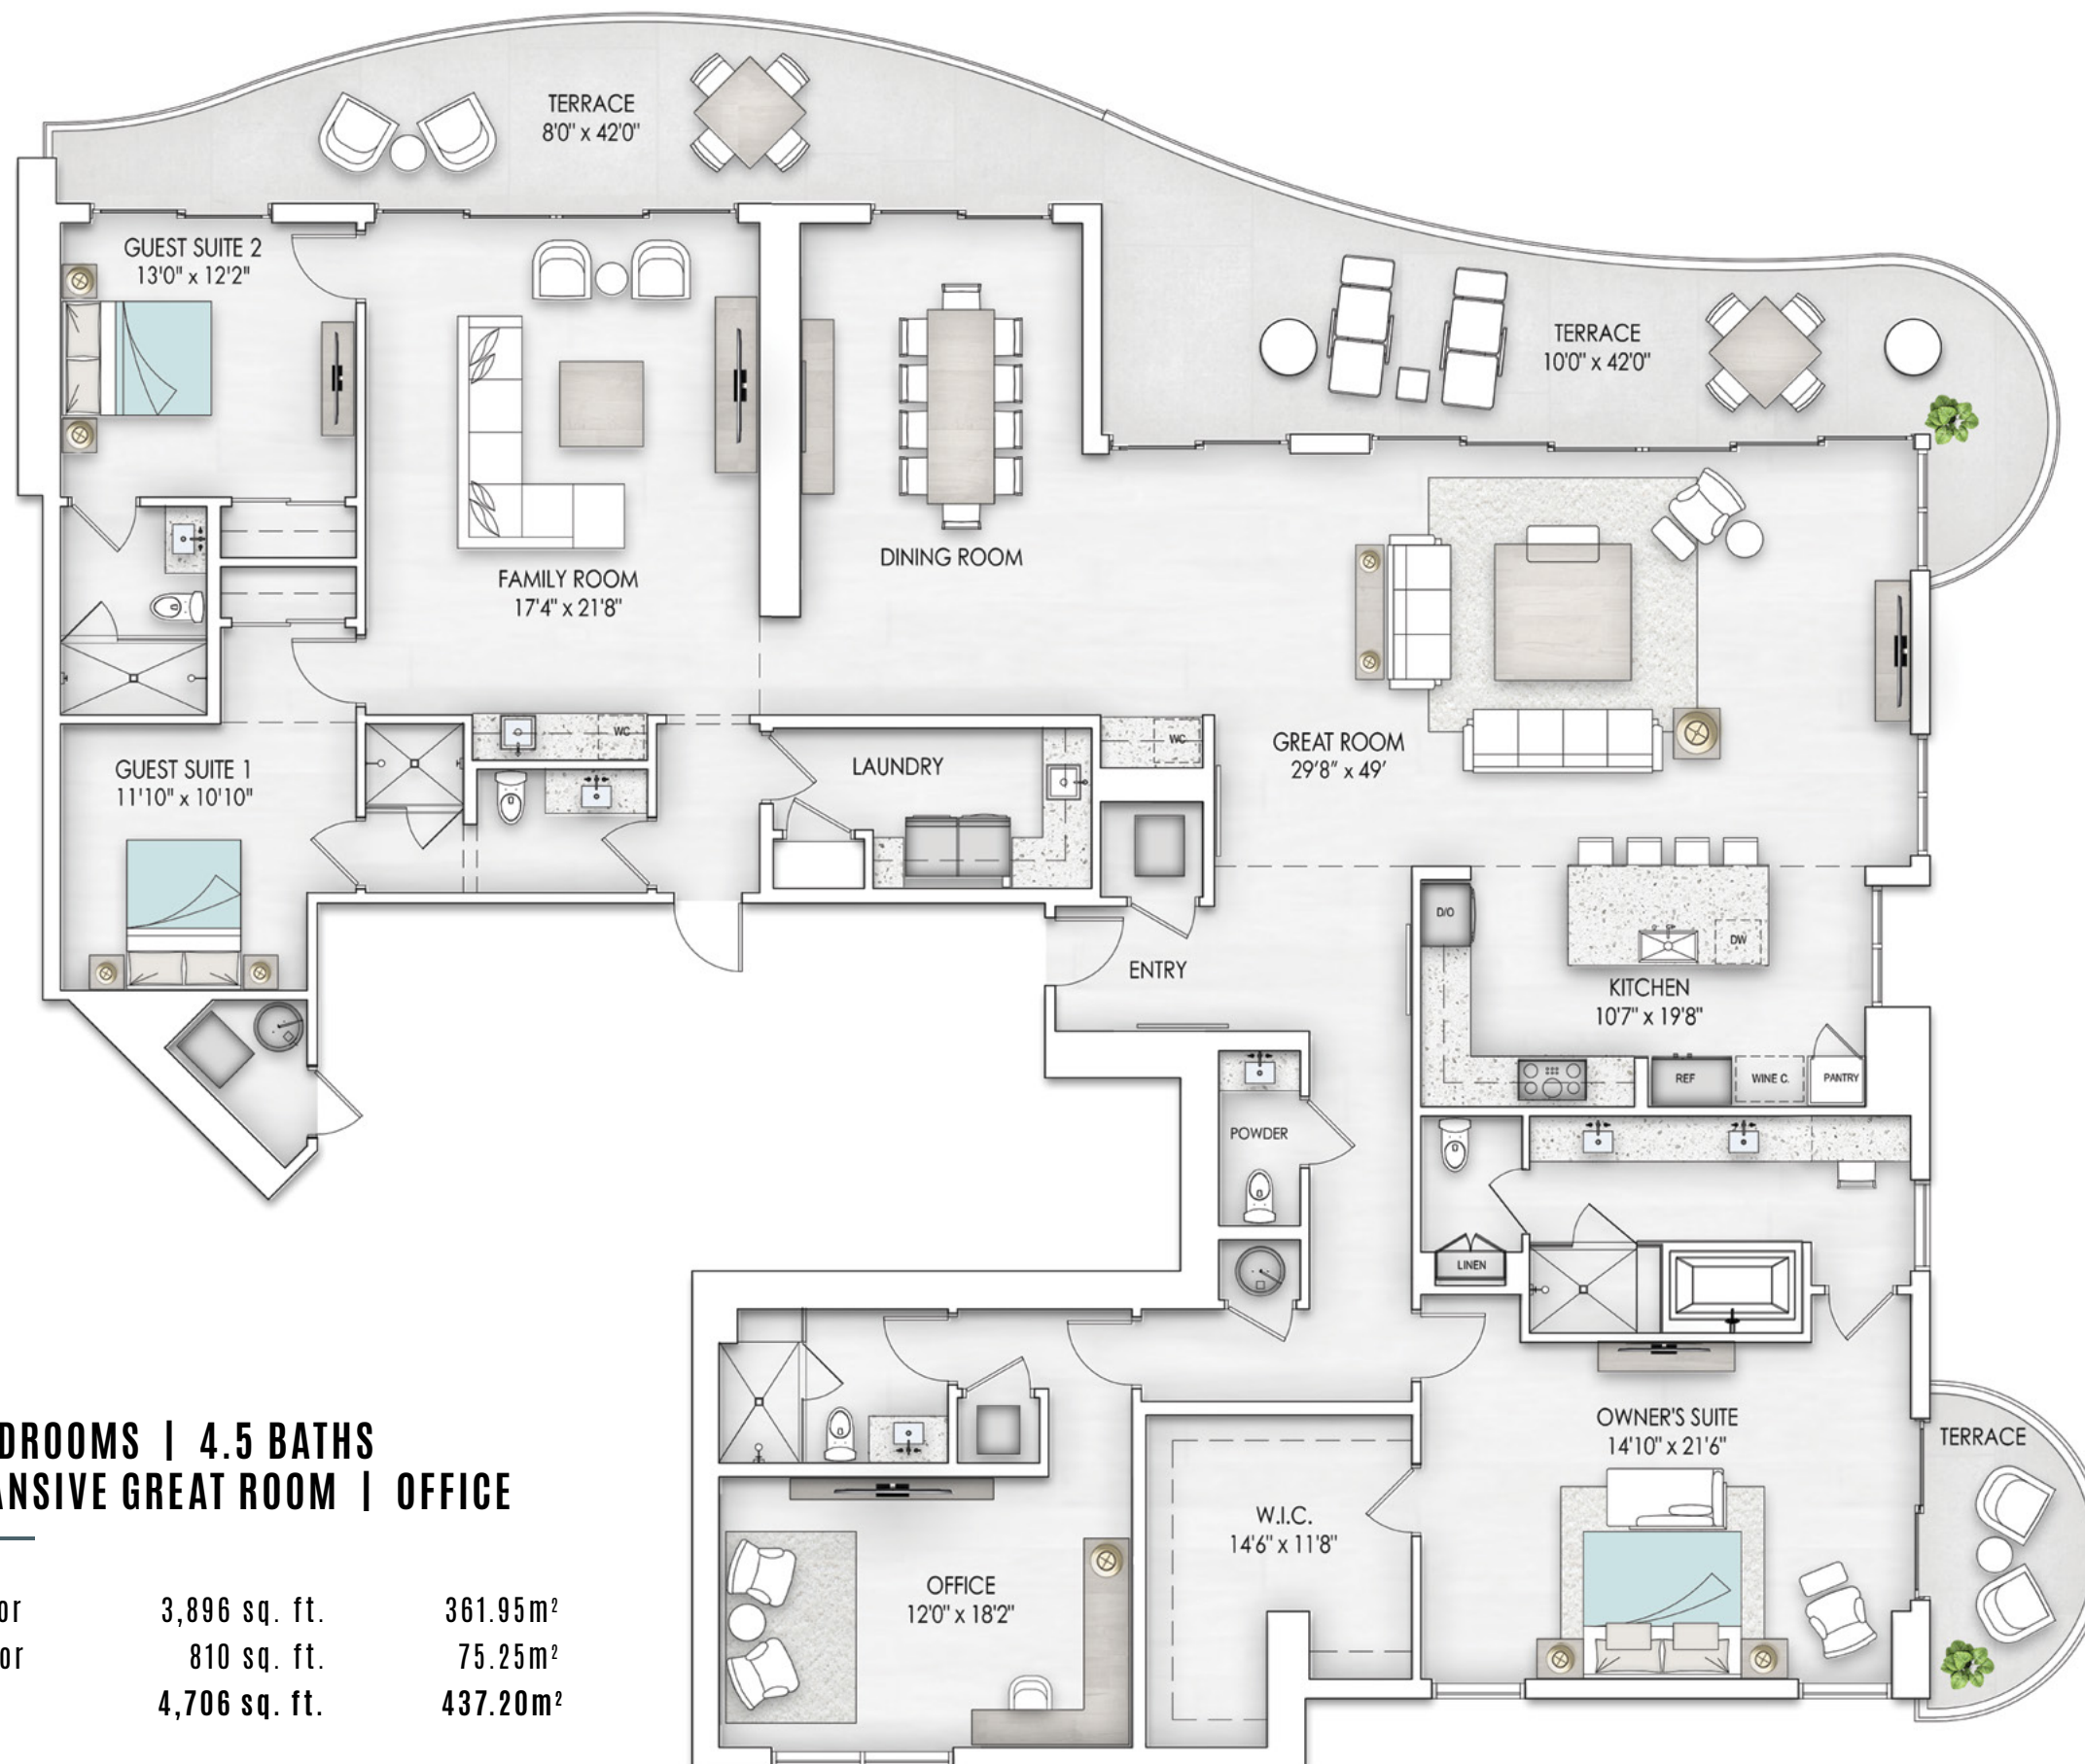 TERRACE
8'0" x 42'0"
GUEST SUITE 2
13'0" x 12'2"
TERRACE
10'0" x 42'0"
DINING ROOM
FAMILY ROOM
17'4" x 21'8"
WC
WC
GREAT ROOM
29'8" x 49'
LAUNDRY
GUEST SUITE 1
11'10" x 10'10"
D/O
DW
ENTRY
KITCHEN
10'7" x 19'8"
REF
WINE C.
PANTRY
POWDER
LINEN
OWNER'S SUITE
14'10" x 21'6"
TERRACE
W.I.C.
14'6" x 11'8"
OFFICE
12'0" x 18'2"
DROOMS | 4.5 BATHS
ANSIVE GREAT ROOM | OFFICE
or 3,896 sq. ft. 361.95m²
or 810 sq. ft. 75.25m²
4,706 sq. ft. 437.20m²